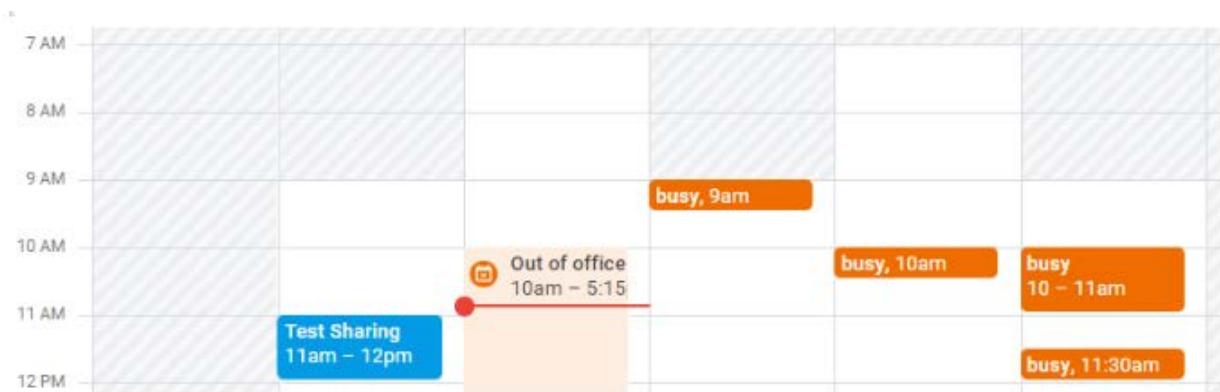 7 AM
8 AM
9 AM
busy, 9am
10 AM
Out of office
10am – 5:15
busy, 10am
busy
10 – 11am
11 AM
Test Sharing
11am – 12pm
busy, 11:30am
12 PM